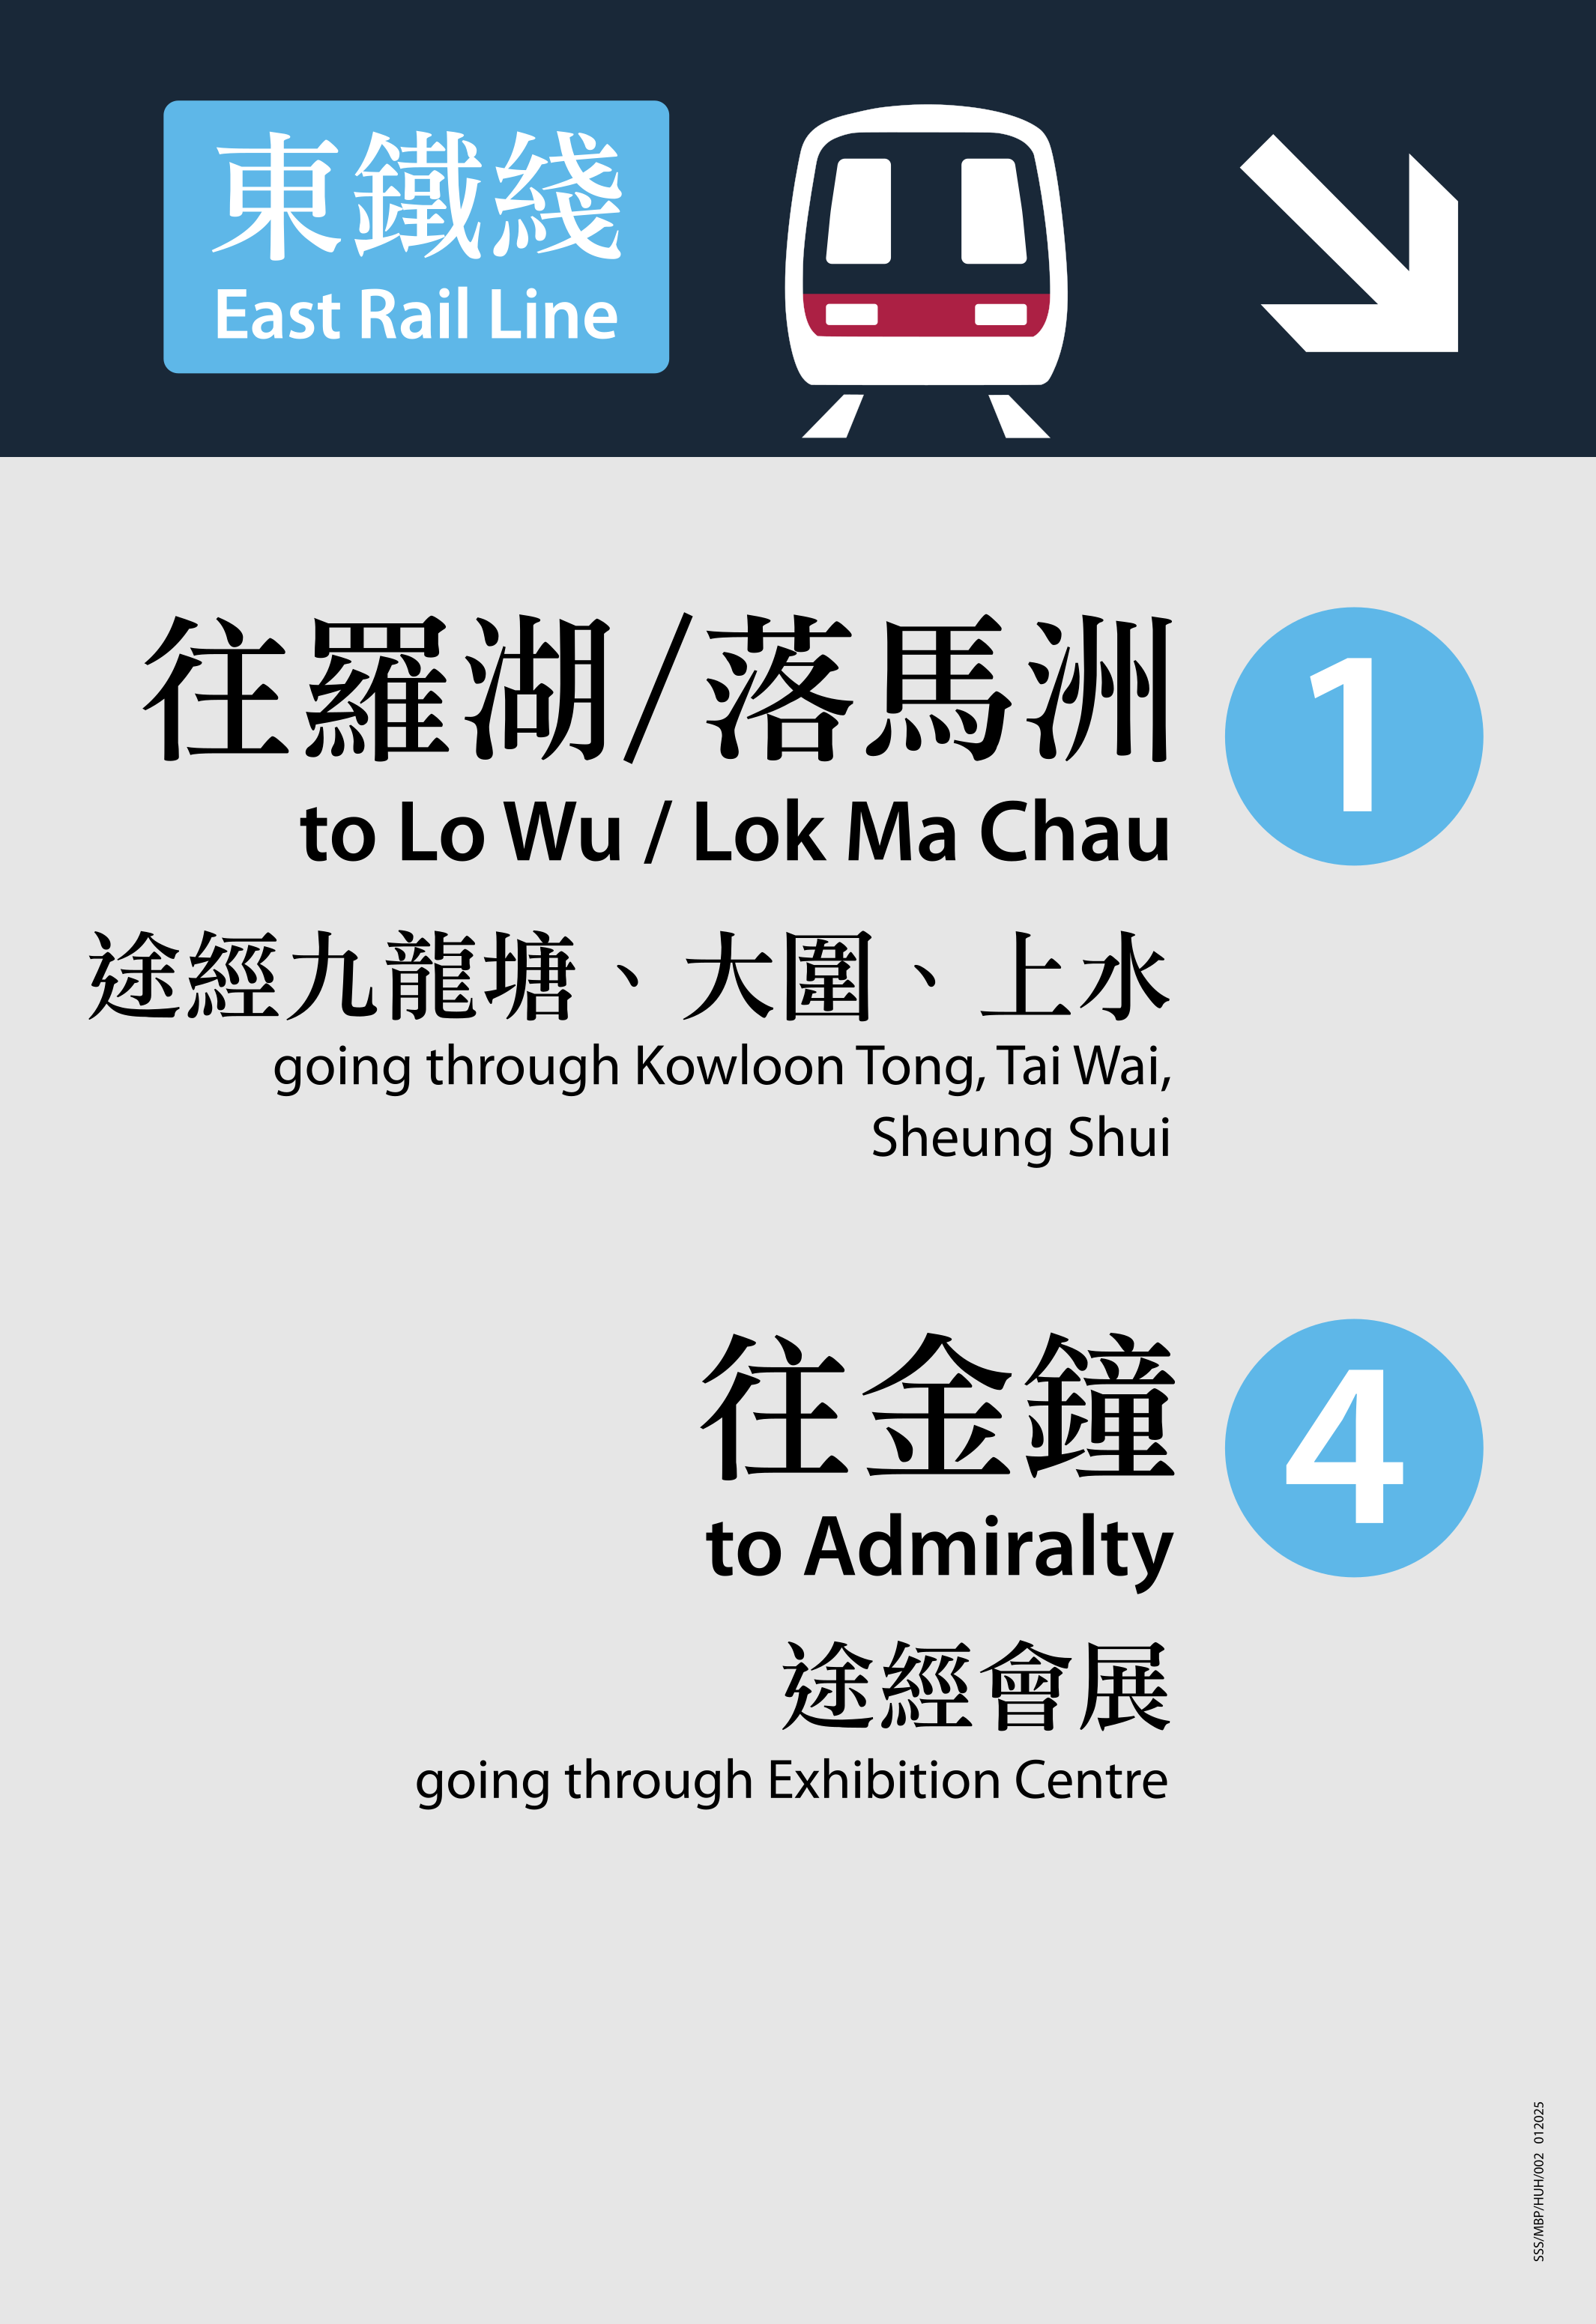 東鐵綫
East Rail Line
往羅湖/落馬洲
1
to Lo Wu / Lok Ma Chau
途經九龍塘、大圍、上水
going through Kowloon Tong, Tai Wai,
Sheung Shui
往金鐘
4
to Admiralty
途經會展
going through Exhibition Centre
SSS/MBP/HUH/002 012025